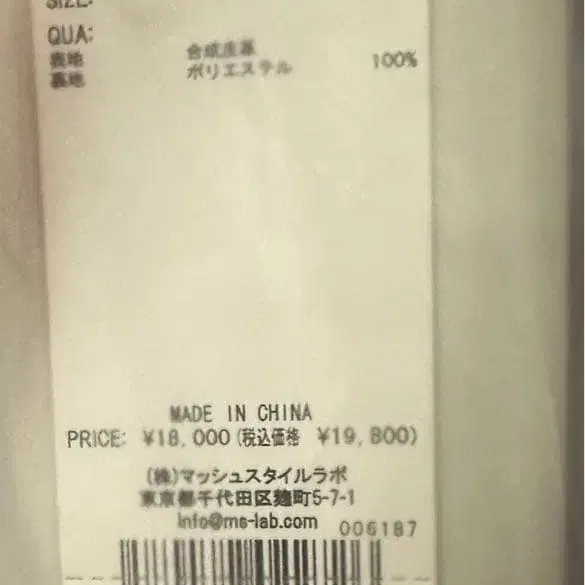 SIZE:
QUA:
表地 合成皮革
裏地 ポリエステル 100%
MADE IN CHINA
PRICE: ¥18,000(税込価格 ¥19,800)
(株)マッシュスタイルラボ
東京都千代田区麹町5-7-1
info@ms-lab.com 006187